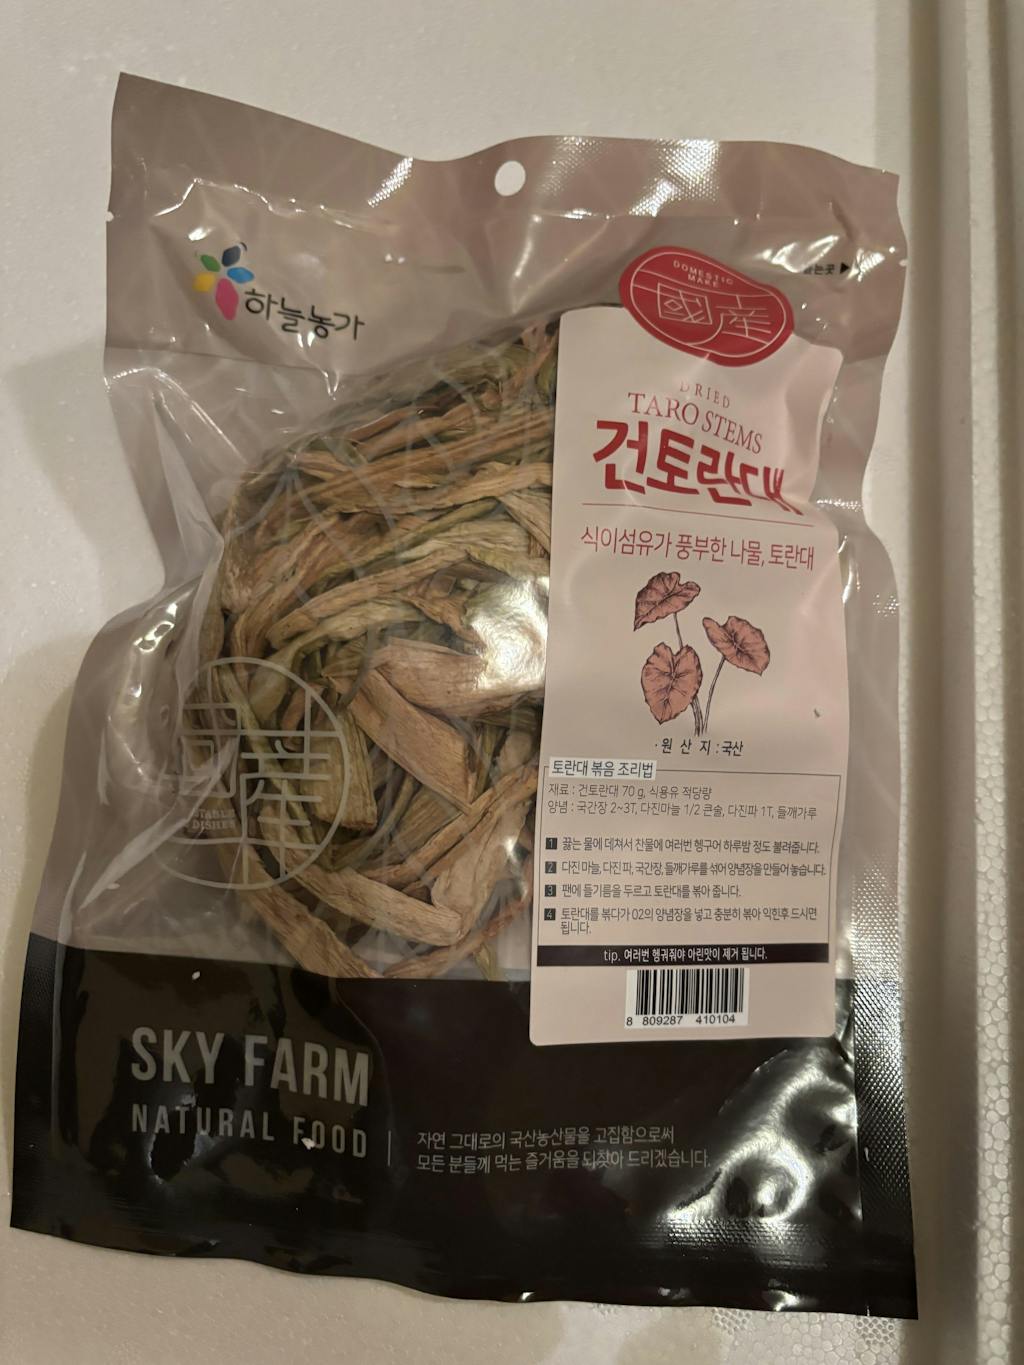 하늘농가
DOMESTIC
MAKE
國産
DRIED
TARO STEMS
건토란대
식이섬유가 풍부한 나물, 토란대
· 원 산 지 : 국산
토란대 볶음 조리법
재료 : 건토란대 70 g, 식용유 적당량
양념 : 국간장 2~3T, 다진마늘 1/2 큰술, 다진파 1T, 들깨가루
1 끓는 물에 데쳐서 찬물에 여러번 헹구어 하루밤 정도 불려줍니다.
2 다진 마늘, 다진 파, 국간장, 들깨가루를 섞어 양념장을 만들어 놓습니다.
3 팬에 들기름을 두르고 토란대를 볶아 줍니다.
4 토란대를 볶다가 02의 양념장을 넣고 충분히 볶아 익힌후 드시면
됩니다.
tip. 여러번 헹궈줘야 아린맛이 제거 됩니다.
8 809287 410104
國産
DISHES
SKY FARM
NATURAL FOOD
자연 그대로의 국산농산물을 고집함으로써
모든 분들께 먹는 즐거움을 되찾아 드리겠습니다.